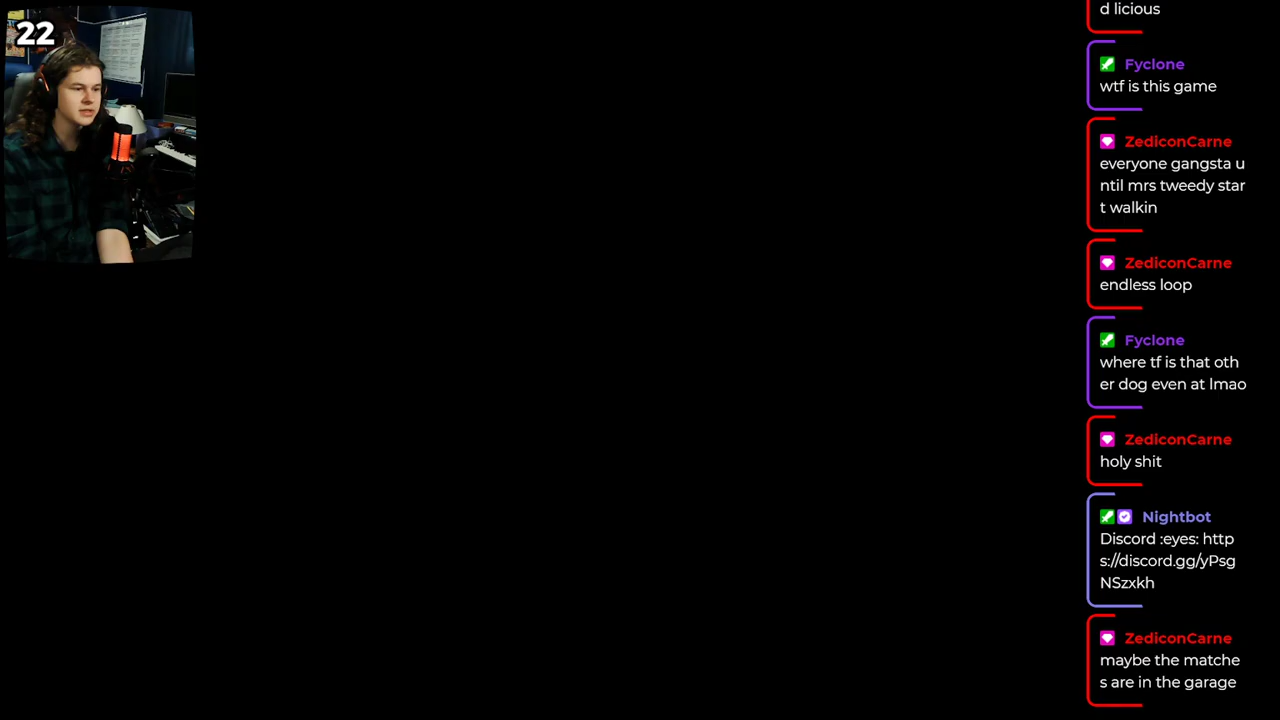 22
d licious
Fyclone
wtf is this game
ZediconCarne
everyone gangsta u
ntil mrs tweedy star
t walkin
ZediconCarne
endless loop
Fyclone
where tf is that oth
er dog even at lmao
ZediconCarne
holy shit
Nightbot
Discord :eyes: http
s://discord.gg/yPsg
NSzxkh
ZediconCarne
maybe the matche
s are in the garage